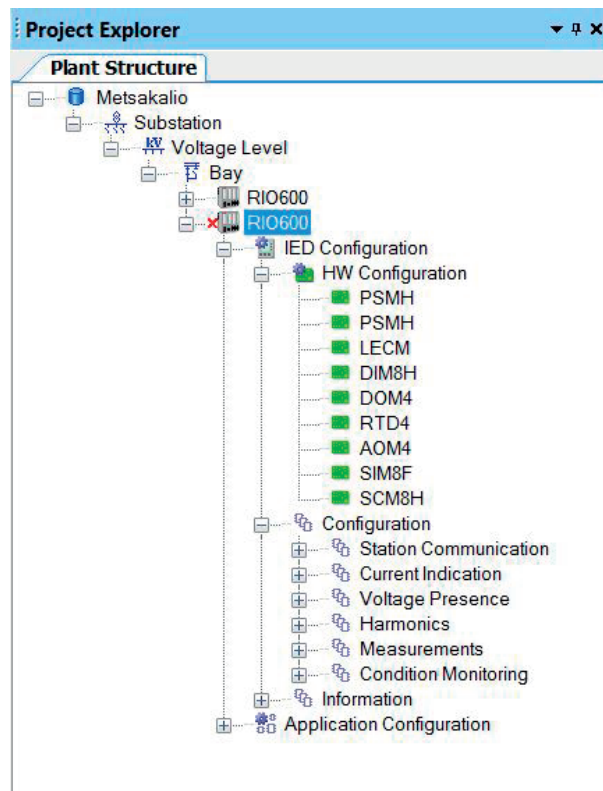 Project Explorer
Plant Structure
Metsakalio
Substation
Voltage Level
Bay
RIO600
RIO600
IED Configuration
HW Configuration
PSMH
PSMH
LECM
DIM8H
DOM4
RTD4
AOM4
SIM8F
SCM8H
Configuration
Station Communication
Current Indication
Voltage Presence
Harmonics
Measurements
Condition Monitoring
Information
Application Configuration